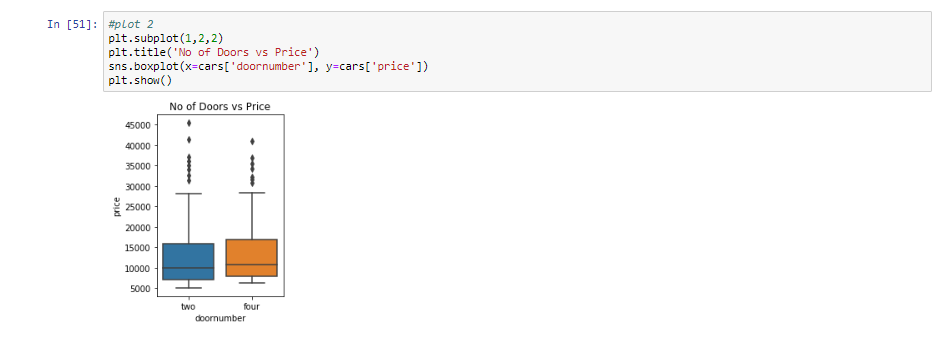 In [51]: #plot 2
plt.subplot(1,2,2)
plt.title('No of Doors vs Price')
sns.boxplot(x=cars['doornumber'], y=cars['price'])
plt.show()
No of Doors vs Price
45000
40000
35000
30000
25000
20000
15000
10000
5000
price
two four
doornumber